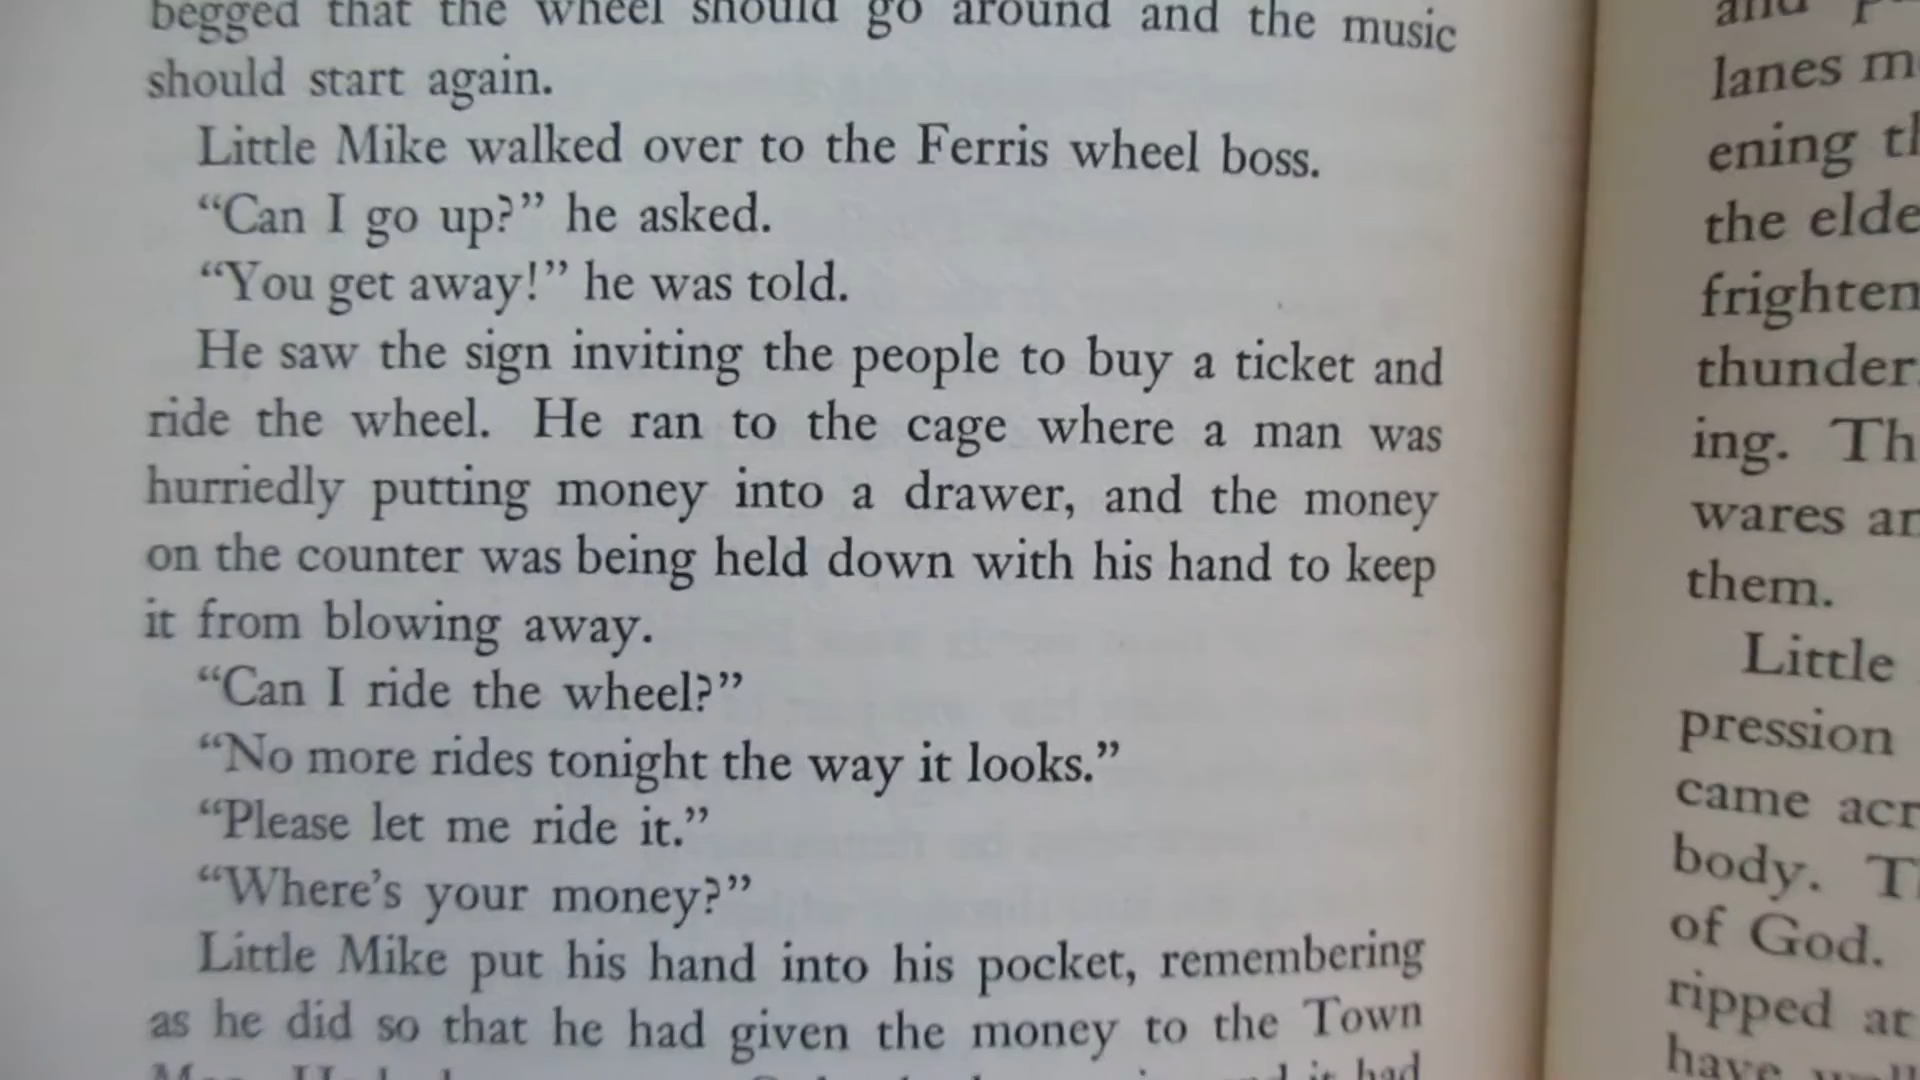 begged that the wheel should go around and the music
should start again.
Little Mike walked over to the Ferris wheel boss.
“Can I go up?” he asked.
“You get away!” he was told.
He saw the sign inviting the people to buy a ticket and
ride the wheel. He ran to the cage where a man was
hurriedly putting money into a drawer, and the money
on the counter was being held down with his hand to keep
it from blowing away.
“Can I ride the wheel?”
“No more rides tonight the way it looks.”
“Please let me ride it.”
“Where’s your money?”
Little Mike put his hand into his pocket, remembering
as he did so that he had given the money to the Town
it had
and
lanes
ening
the
frighten
thunder
ing.
wares
them.
Little
pression
came
body.
of God.
ripped at
have